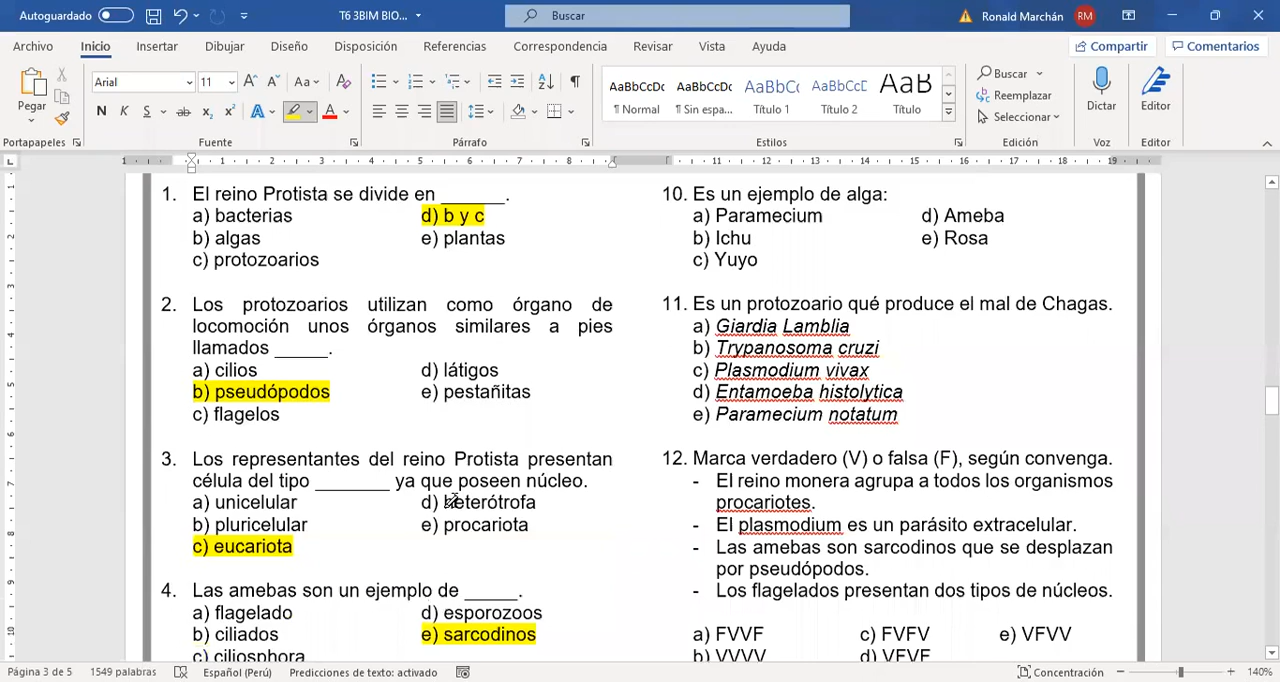 Autoguardado
T6 3BIM BIO...
Buscar
Ronald Marchán
RM
Archivo Inicio Insertar Dibujar Diseño Disposición Referencias Correspondencia Revisar Vista Ayuda
Compartir
Comentarios
Pegar
Portapapeles
Arial 11
N K S ab x₂ x²
Fuente
Párrafo
AaBbCcDc
¶ Normal
AaBbCcDc
¶ Sin espa...
AaBbC
Título 1
AaBbCcC
Título 2
AaB
Título
Estilos
Buscar
Reemplazar
Seleccionar
Edición
Dictar
Voz
Editor
Editor
1. El reino Protista se divide en ______.
a) bacterias d) b y c
b) algas e) plantas
c) protozoarios
2. Los protozoarios utilizan como órgano de
locomoción unos órganos similares a pies
llamados _____.
a) cilios d) látigos
b) pseudópodos e) pestañitas
c) flagelos
3. Los representantes del reino Protista presentan
célula del tipo _______ ya que poseen núcleo.
a) unicelular d) heterótrofa
b) pluricelular e) procariota
c) eucariota
4. Las amebas son un ejemplo de _____.
a) flagelado d) esporozoos
b) ciliados e) sarcodinos
c) ciliosphora
10. Es un ejemplo de alga:
a) Paramecium d) Ameba
b) Ichu e) Rosa
c) Yuyo
11. Es un protozoario qué produce el mal de Chagas.
a) Giardia Lamblia
b) Trypanosoma cruzi
c) Plasmodium vivax
d) Entamoeba histolytica
e) Paramecium notatum
12. Marca verdadero (V) o falsa (F), según convenga.
- El reino monera agrupa a todos los organismos
procariotes.
- El plasmodium es un parásito extracelular.
- Las amebas son sarcodinos que se desplazan
por pseudópodos.
- Los flagelados presentan dos tipos de núcleos.
a) FVVF c) FVFV e) VFVV
b) VVVV d) VFVF
Página 3 de 5 1549 palabras Español (Perú) Predicciones de texto: activado Concentración 140%